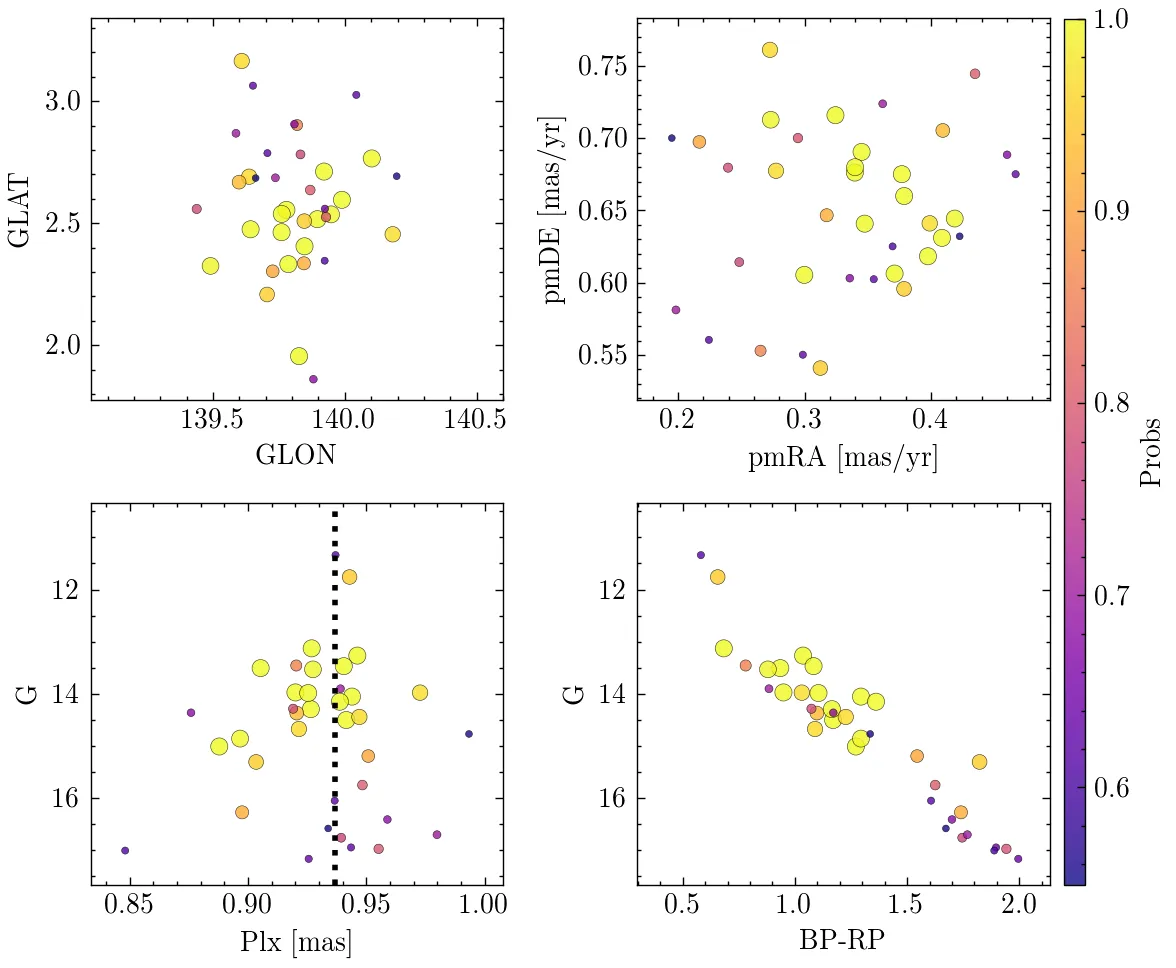 3.0
2.5
2.0
GLAT
139.5 140.0 140.5
GLON
0.75
0.70
0.65
0.60
0.55
pmDE [mas/yr]
0.2 0.3 0.4
pmRA [mas/yr]
12
14
16
G
0.85 0.90 0.95 1.00
Plx [mas]
12
14
16
G
0.5 1.0 1.5 2.0
BP-RP
1.0
0.9
0.8
0.7
0.6
Probs